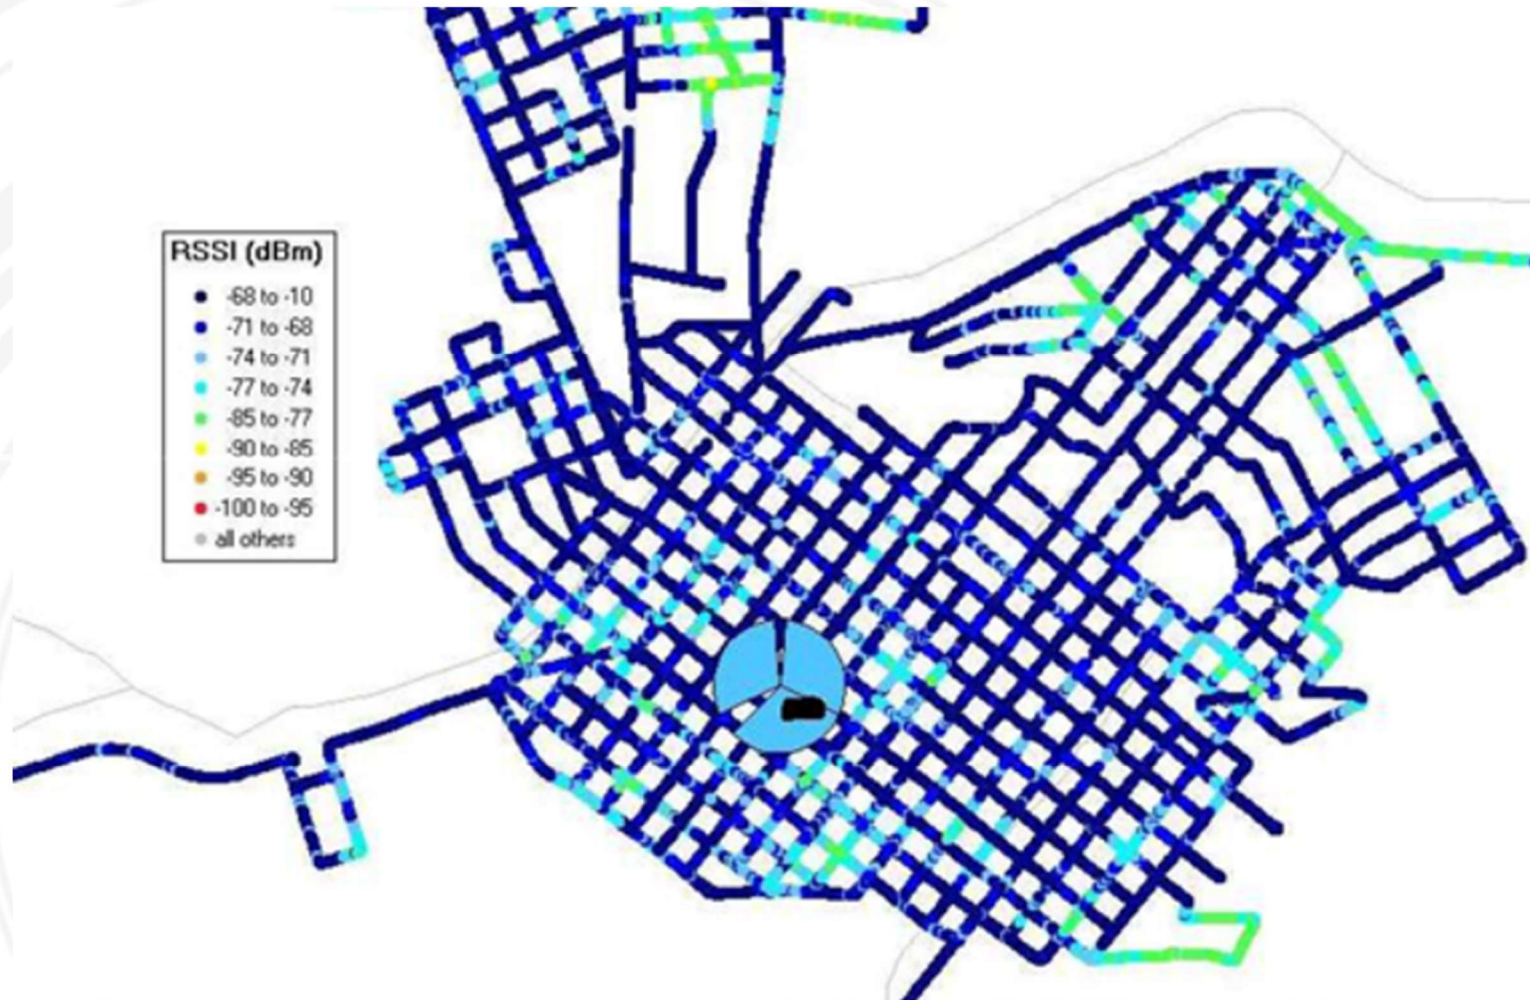 RSSI (dBm)
-68 to -10
-71 to -68
-74 to -71
-77 to -74
-85 to -77
-90 to -85
-95 to -90
-100 to -95
all others